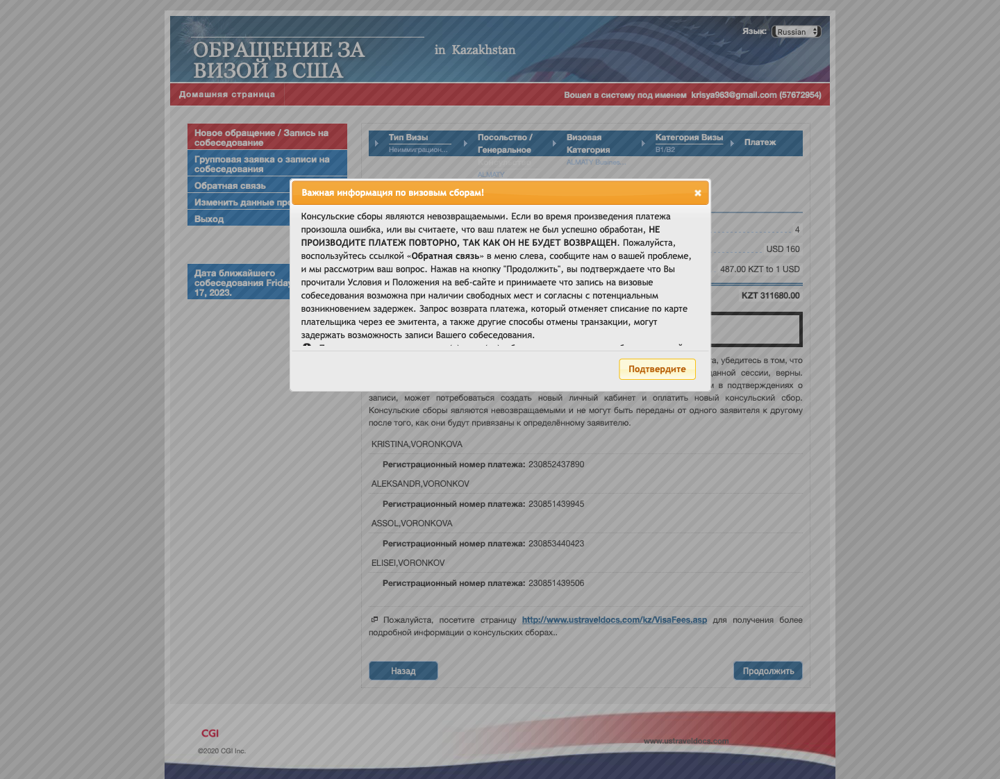 Язык: Russian
ОБРАЩЕНИЕ ЗА
ВИЗОЙ В США
in Kazakhstan
Домашняя страница
Вошел в систему под именем krisya963@gmail.com (57672954)
Новое обращение / Запись на
собеседование
Групповая заявка о записи на
собеседования
Обратная связь
Изменить данные про
Выход
Дата ближайшего
собеседования Friday
17, 2023.
Тип Визы
Неиммиграцион...
Посольство /
Генеральное
ALMATY
Визовая
Категория
ALMATY Busines...
Категория Визы
B1/B2
Платеж
Важная информация по визовым сборам!
Консульские сборы являются невозвращаемыми. Если во время произведения платежа
произошла ошибка, или вы считаете, что ваш платеж не был успешно обработан, НЕ
ПРОИЗВОДИТЕ ПЛАТЕЖ ПОВТОРНО, ТАК КАК ОН НЕ БУДЕТ ВОЗВРАЩЕН. Пожалуйста,
воспользуйтесь ссылкой «Обратная связь» в меню слева, сообщите нам о вашей проблеме,
и мы рассмотрим ваш вопрос. Нажав на кнопку "Продолжить", вы подтверждаете что Вы
прочитали Условия и Положения на веб-сайте и принимаете что запись на визовые
собеседования возможна при наличии свободных мест и согласны с потенциальным
возникновением задержек. Запрос возврата платежа, который отменяет списание по карте
плательщика через ее эмитента, а также другие способы отмены транзакции, могут
задержать возможность записи Вашего собеседования.
Подтвердите
4
USD 160
487.00 KZT to 1 USD
KZT 311680.00
та, убедитесь в том, что
данной сессии, верны.
в подтверждениях о
записи, может потребоваться создать новый личный кабинет и оплатить новый консульский сбор.
Консульские сборы являются невозвращаемыми и не могут быть переданы от одного заявителя к другому
после того, как они будут привязаны к определённому заявителю.
KRISTINA,VORONKOVA
Регистрационный номер платежа: 230852437890
ALEKSANDR,VORONKOV
Регистрационный номер платежа: 230851439945
ASSOL,VORONKOVA
Регистрационный номер платежа: 230853440423
ELISEI,VORONKOV
Регистрационный номер платежа: 230851439506
Пожалуйста, посетите страницу http://www.ustraveldocs.com/kz/VisaFees.asp для получения более
подробной информации о консульских сборах..
Назад
Продолжить
CGI
©2020 CGI Inc.
www.ustraveldocs.com